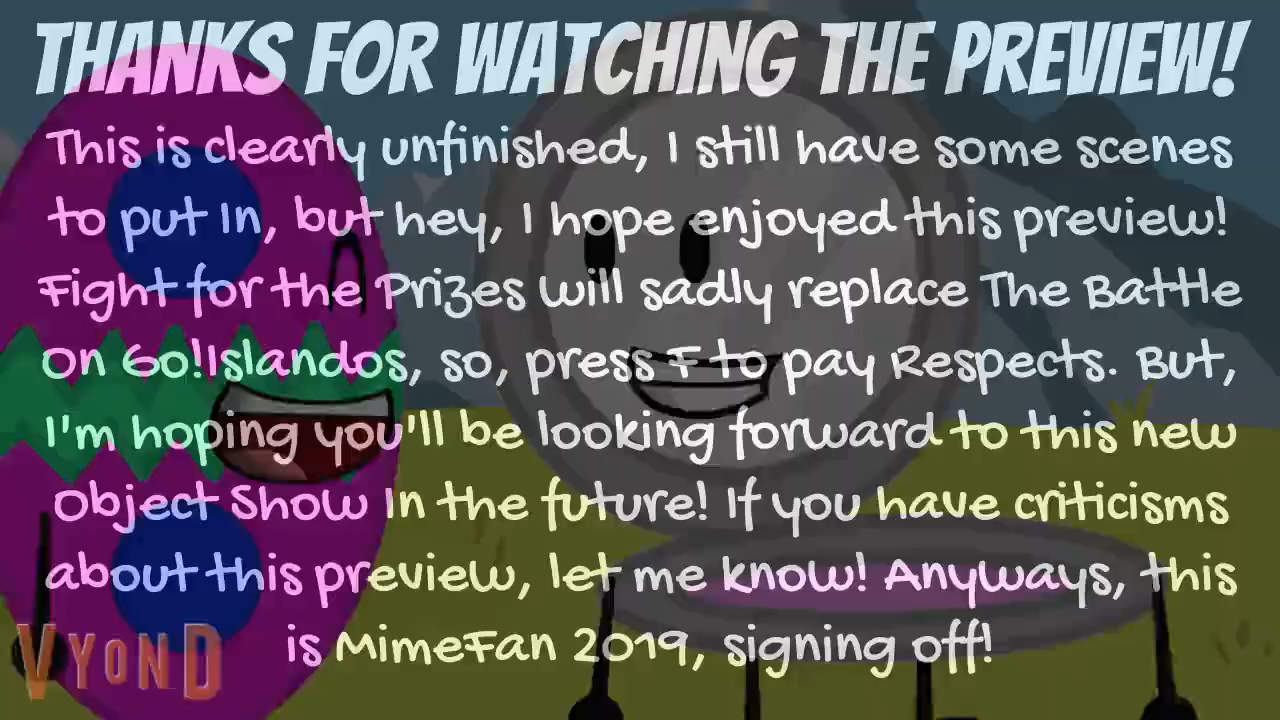 THANKS FOR WATCHING THE PREVIEW!
This is clearly unfinished, I still have some scenes
to put In, but hey, I hope enjoyed this preview!
Fight for the Prizes will sadly replace The Battle
On Go!Islandos, so, press F to pay Respects. But,
I'm hoping you'll be looking forward to this new
Object Show In the future! If you have criticisms
about this preview, let me know! Anyways, this
is MimeFan 2019, signing off!
VYOND